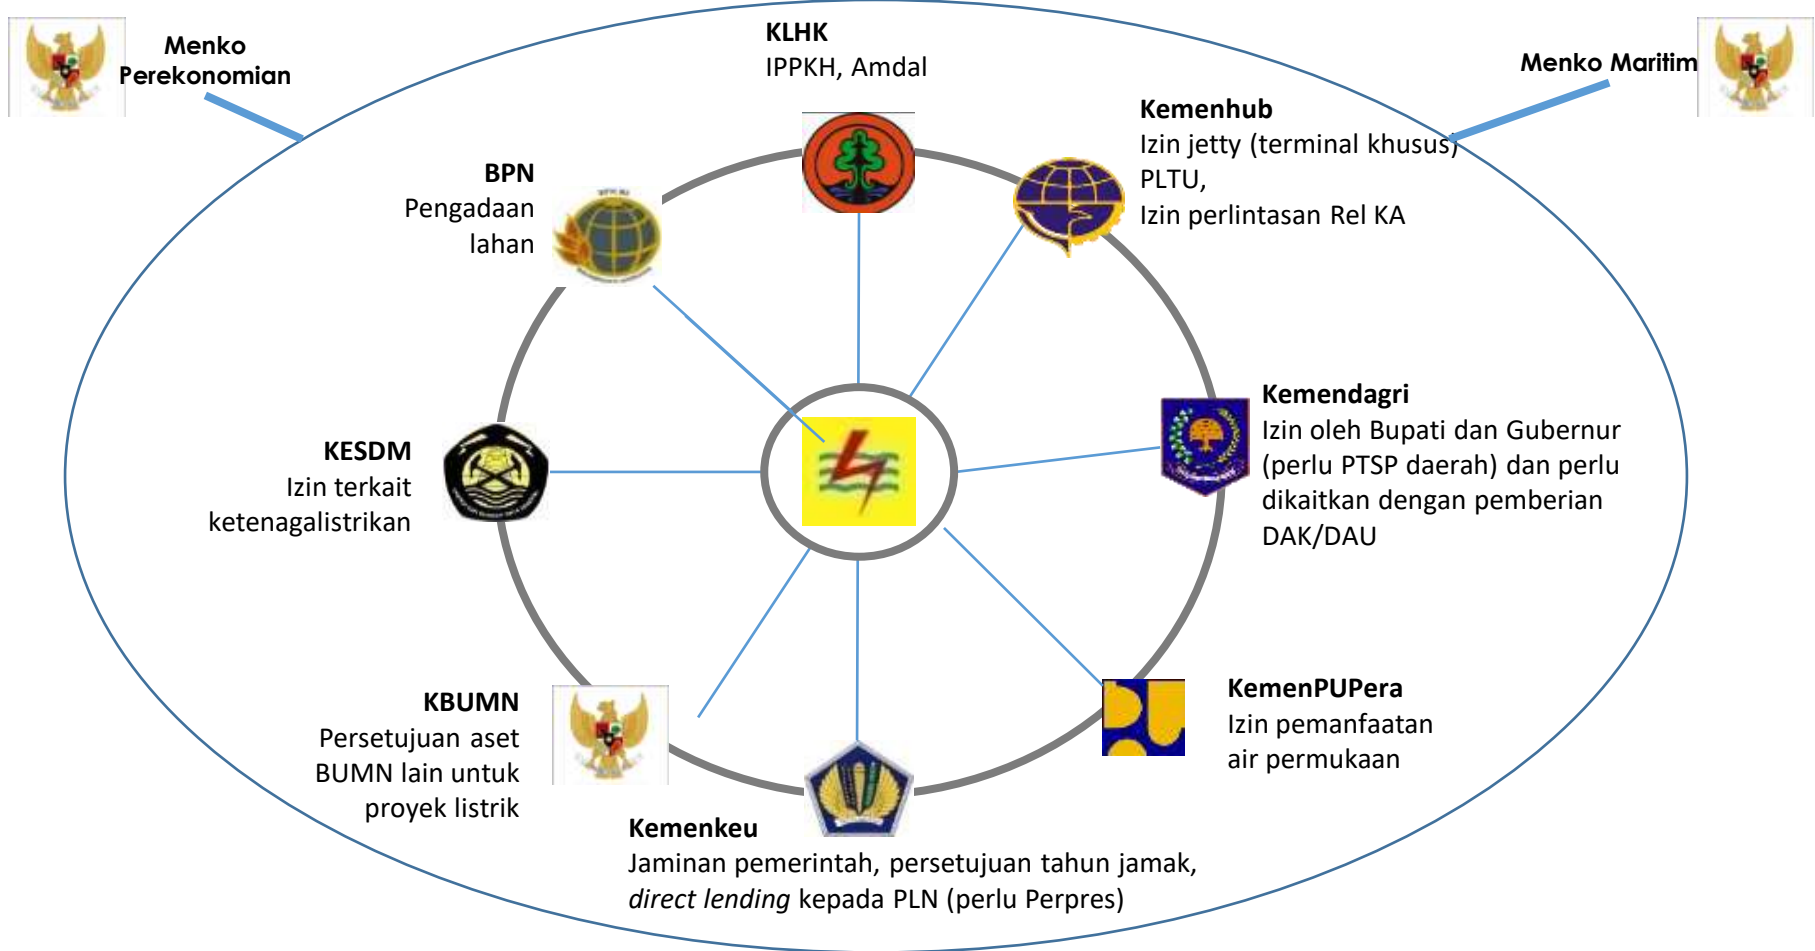 Menko
Perekonomian
KLHK
IPPKH, Amdal
Menko Maritim
Kemenhub
Izin jetty (terminal khusus)
PLTU,
Izin perlintasan Rel KA
BPN
Pengadaan
lahan
Kemendagri
Izin oleh Bupati dan Gubernur
(perlu PTSP daerah) dan perlu
dikaitkan dengan pemberian
DAK/DAU
KESDM
Izin terkait
ketenagalistrikan
KemenPUPera
Izin pemanfaatan
air permukaan
KBUMN
Persetujuan aset
BUMN lain untuk
proyek listrik
Kemenkeu
Jaminan pemerintah, persetujuan tahun jamak,
direct lending kepada PLN (perlu Perpres)